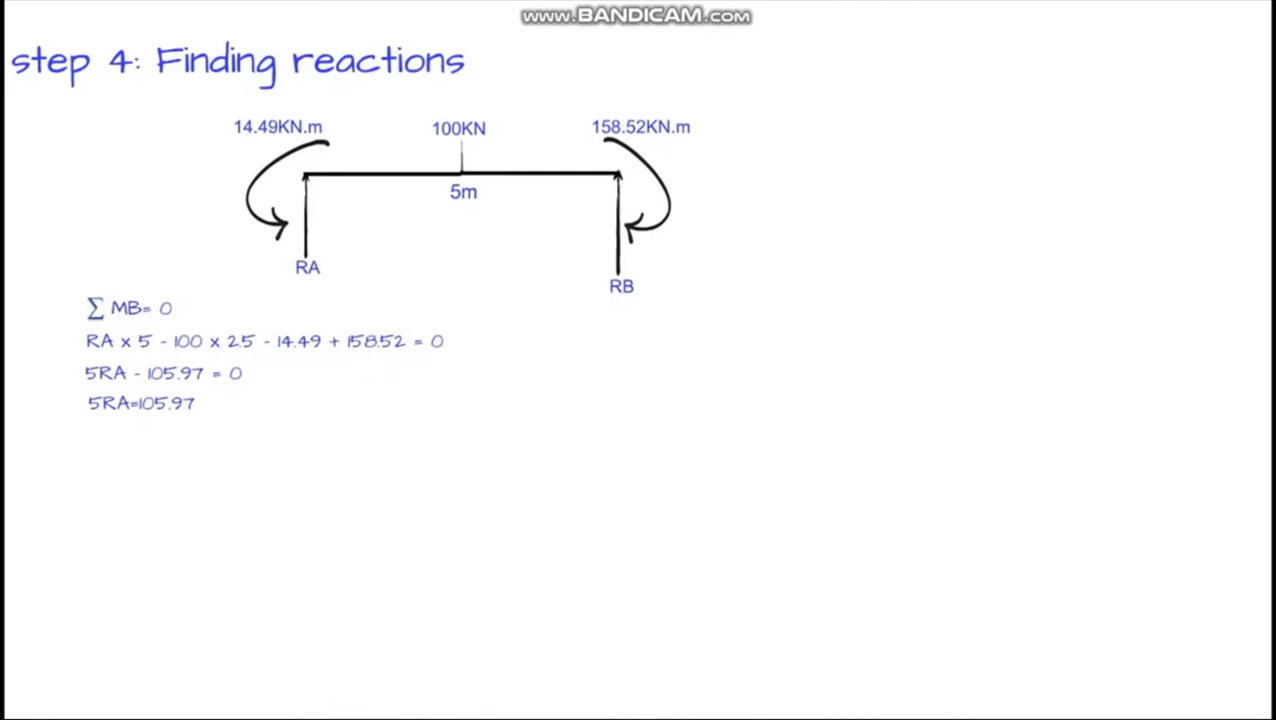 www.BANDICAM.com
step 4: Finding reactions
14.49KN.m 100KN 158.52KN.m
5m
RA
RB
∑ MB= 0
RA x 5 - 100 x 2.5 - 14.49 + 158.52 = 0
5RA - 105.97 = 0
5RA=105.97